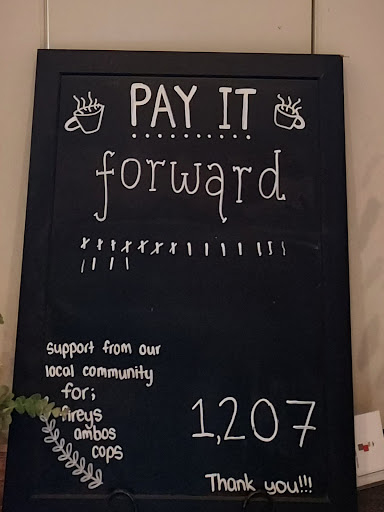 PAY IT
forward
support from our
local community
for;
fireys
ambos
cops
1,207
Thank you!!!